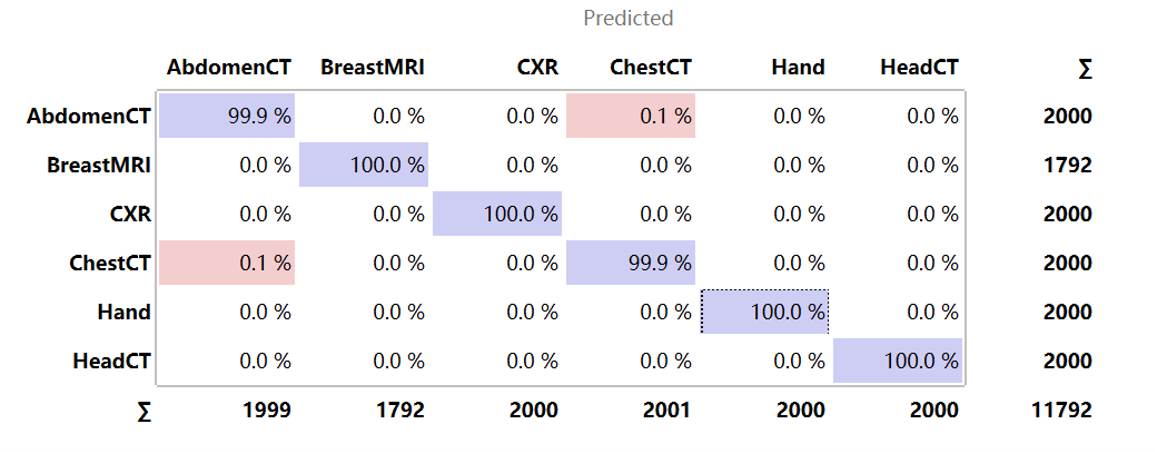 Predicted
AbdomenCT BreastMRI CXR ChestCT Hand HeadCT ∑
AbdomenCT 99.9 % 0.0 % 0.0 % 0.1 % 0.0 % 0.0 % 2000
BreastMRI 0.0 % 100.0 % 0.0 % 0.0 % 0.0 % 0.0 % 1792
CXR 0.0 % 0.0 % 100.0 % 0.0 % 0.0 % 0.0 % 2000
ChestCT 0.1 % 0.0 % 0.0 % 99.9 % 0.0 % 0.0 % 2000
Hand 0.0 % 0.0 % 0.0 % 0.0 % 100.0 % 0.0 % 2000
HeadCT 0.0 % 0.0 % 0.0 % 0.0 % 0.0 % 100.0 % 2000
∑ 1999 1792 2000 2001 2000 2000 11792